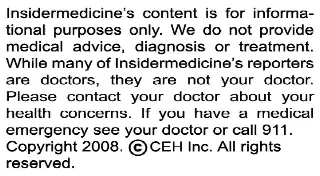 Insidermedicine's content is for informa-
tional purposes only. We do not provide
medical advice, diagnosis or treatment.
While many of Insidermedicine's reporters
are doctors, they are not your doctor.
Please contact your doctor about your
health concerns. If you have a medical
emergency see your doctor or call 911.
Copyright 2008. ©CEH Inc. All rights
reserved.